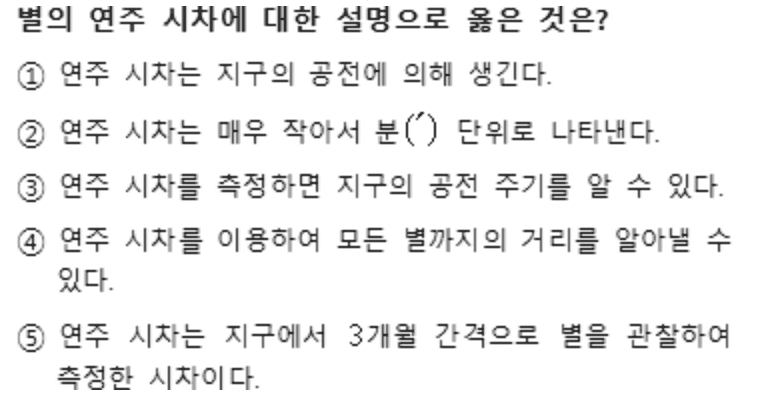 별의 연주 시차에 대한 설명으로 옳은 것은?
① 연주 시차는 지구의 공전에 의해 생긴다.
② 연주 시차는 매우 작아서 분(′) 단위로 나타낸다.
③ 연주 시차를 측정하면 지구의 공전 주기를 알 수 있다.
④ 연주 시차를 이용하여 모든 별까지의 거리를 알아낼 수
있다.
⑤ 연주 시차는 지구에서 3개월 간격으로 별을 관찰하여
측정한 시차이다.